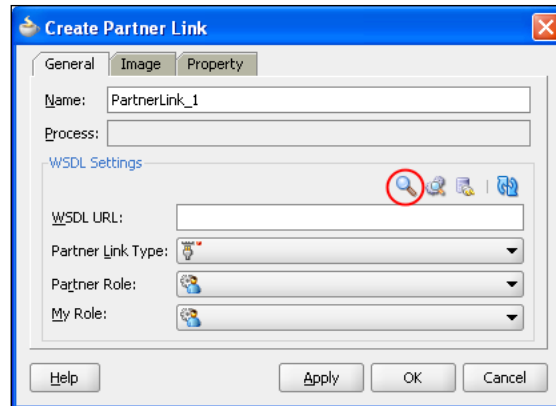 Create Partner Link
General Image Property
Name: PartnerLink_1
Process:
WSDL Settings
WSDL URL:
Partner Link Type:
Partner Role:
My Role:
Help Apply OK Cancel